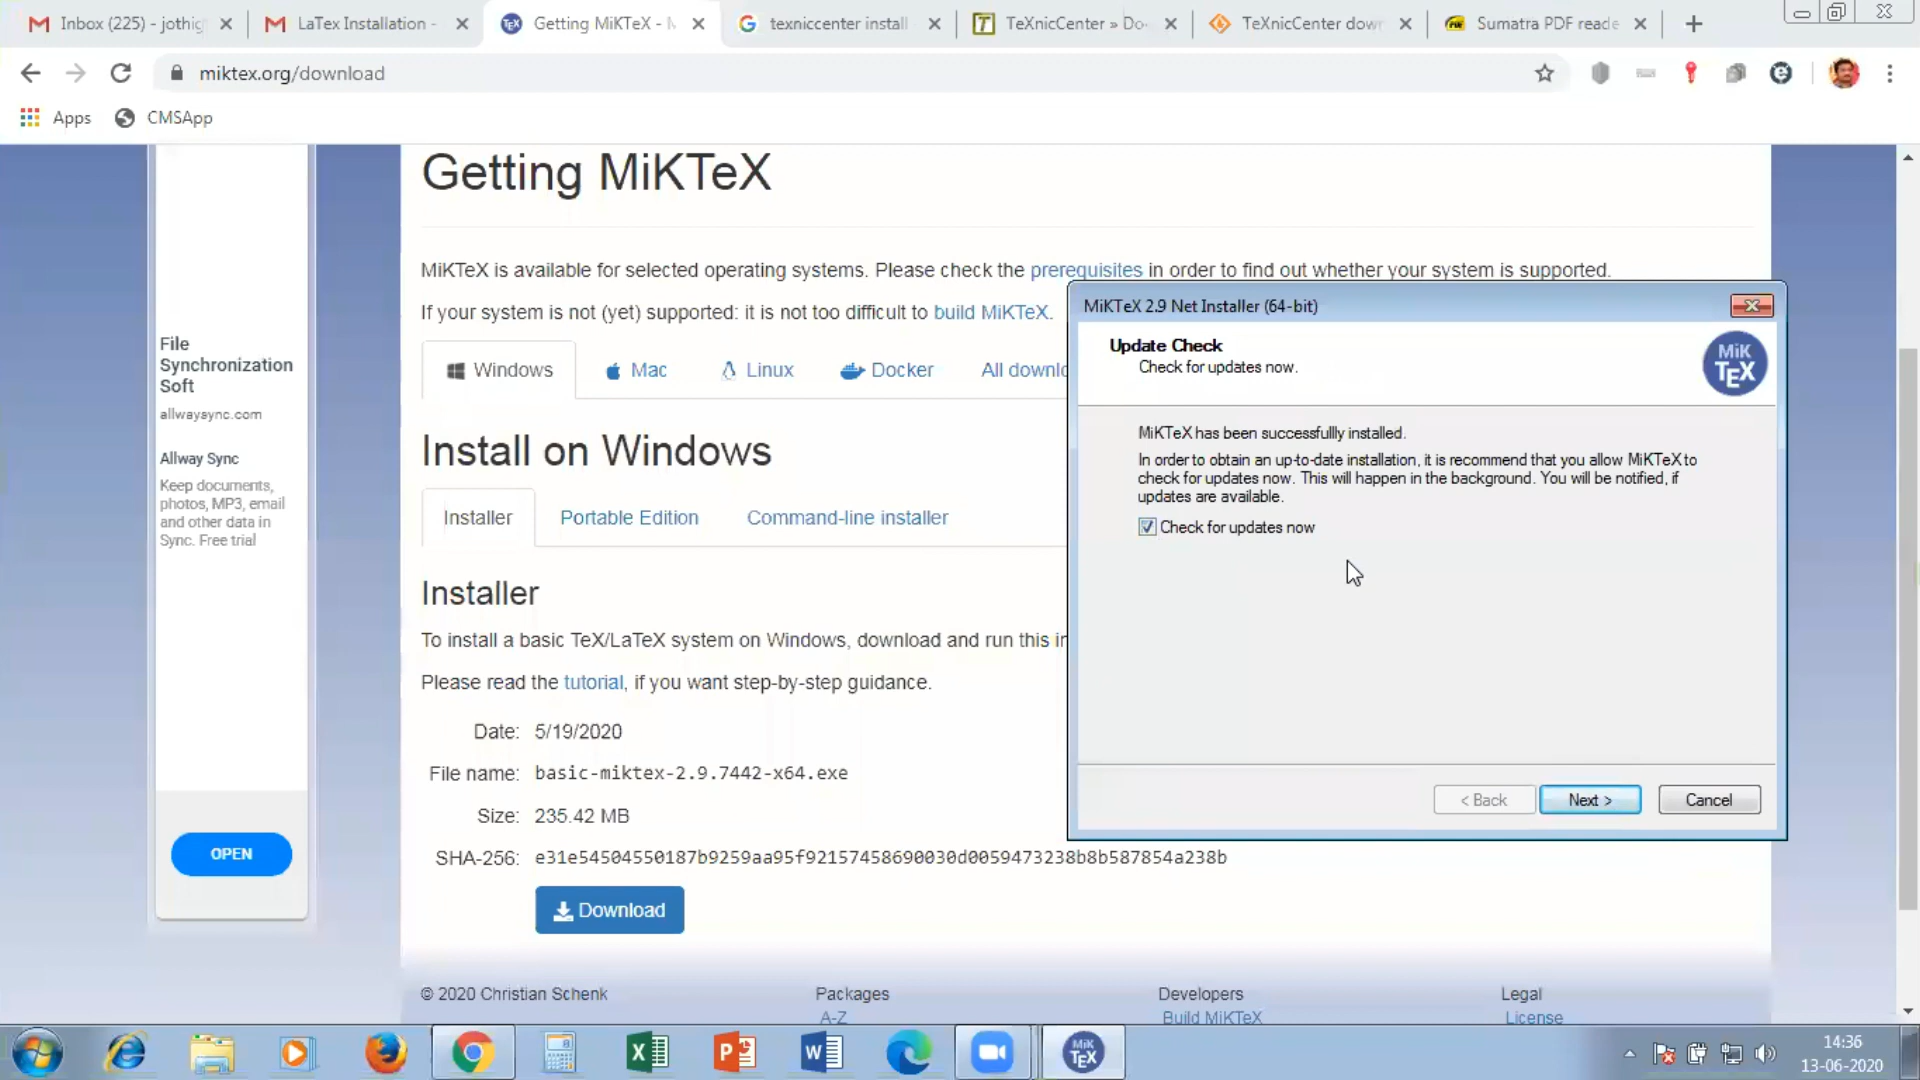 Inbox (225) - jothig
LaTex Installation -
Getting MiKTeX - M
texniccenter install
TeXnicCenter » Do
TeXnicCenter down
Sumatra PDF reade
miktex.org/download
Apps
CMSApp
Getting MiKTeX
MiKTeX is available for selected operating systems. Please check the prerequisites in order to find out whether your system is supported.
If your system is not (yet) supported: it is not too difficult to build MiKTeX.
Windows
Mac
Linux
Docker
All downlo
Install on Windows
Installer
Portable Edition
Command-line installer
Installer
To install a basic TeX/LaTeX system on Windows, download and run this in
Please read the tutorial, if you want step-by-step guidance.
Date: 5/19/2020
File name: basic-miktex-2.9.7442-x64.exe
Size: 235.42 MB
SHA-256: e31e54504550187b9259aa95f92157458690030d0059473238b8b587854a238b
Download
File
Synchronization
Soft
allwaysync.com
Allway Sync
Keep documents,
photos, MP3, email
and other data in
Sync. Free trial
OPEN
MiKTeX 2.9 Net Installer (64-bit)
Update Check
Check for updates now.
MiK
TEX
MiKTeX has been successfullly installed.
In order to obtain an up-to-date installation, it is recommend that you allow MiKTeX to
check for updates now. This will happen in the background. You will be notified, if
updates are available.
Check for updates now
< Back
Next >
Cancel
© 2020 Christian Schenk
Packages
A-Z
Developers
Build MiKTeX
Legal
License
MiK
TEX
14:36
13-06-2020